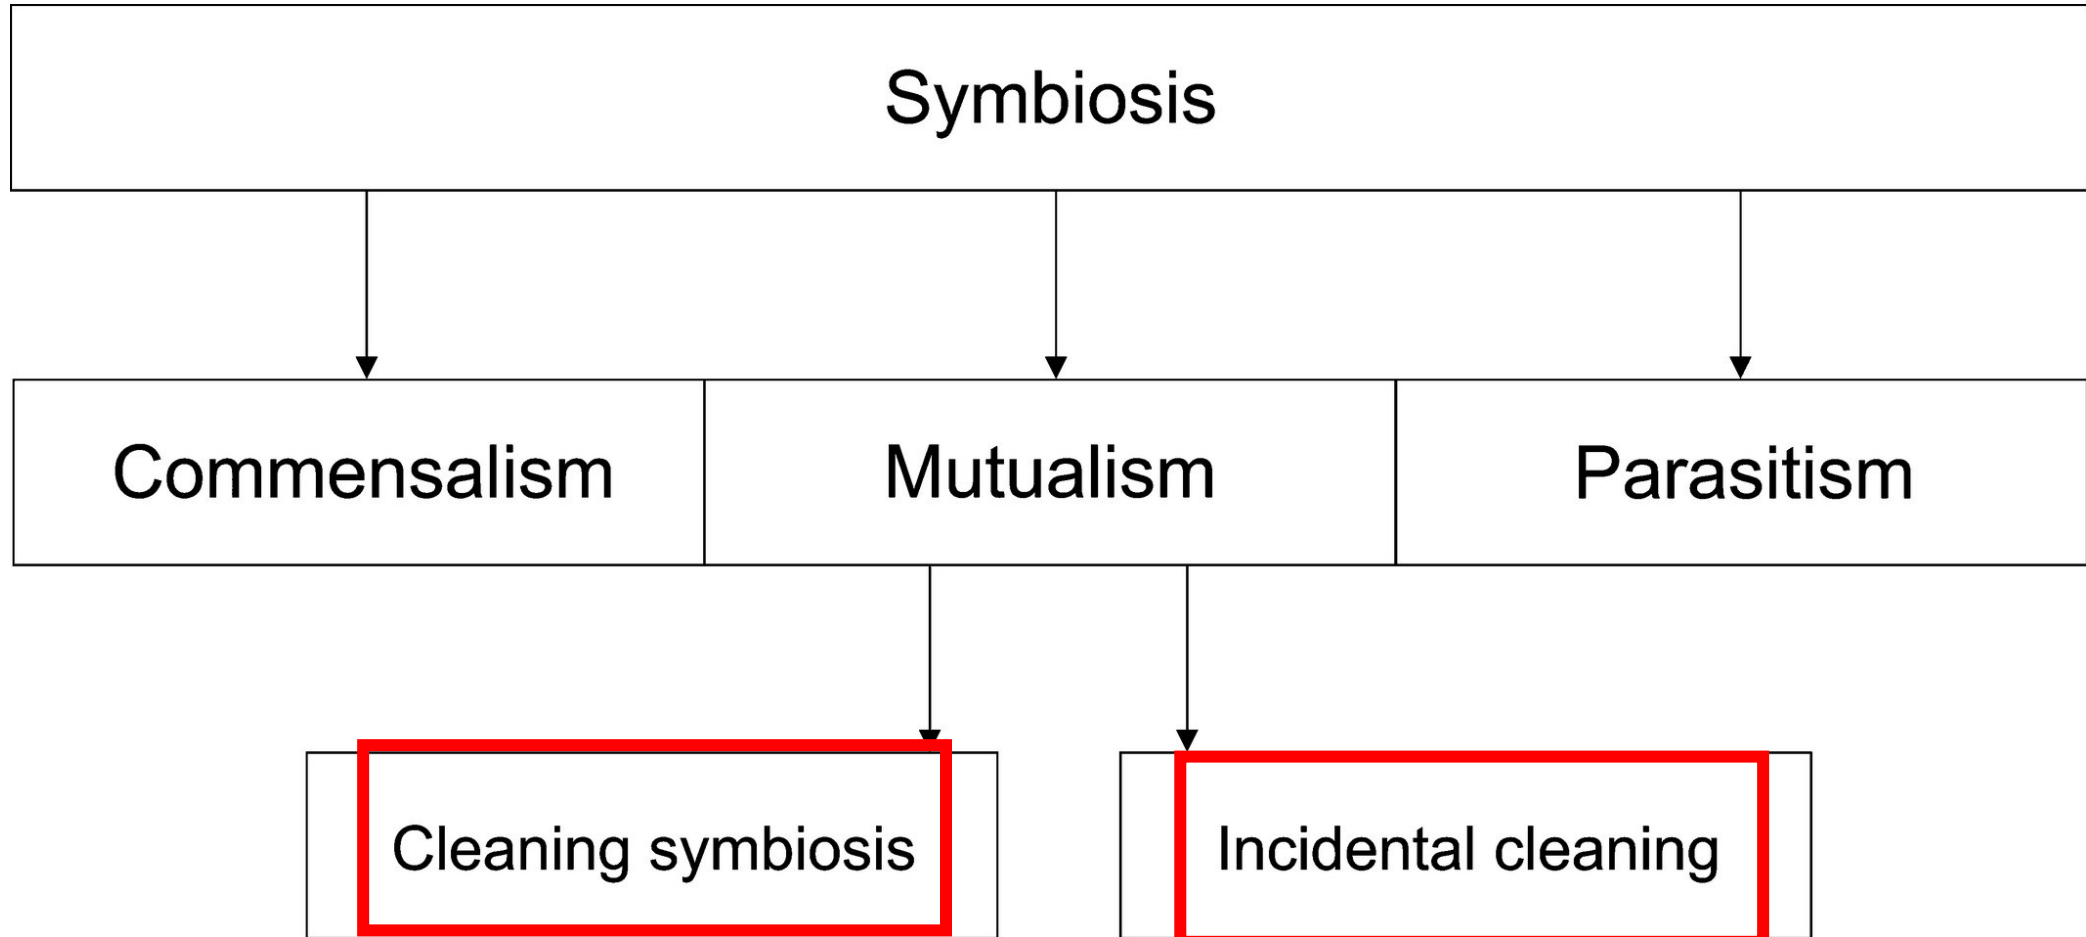 Symbiosis
Commensalism
Mutualism
Parasitism
Cleaning symbiosis
Incidental cleaning